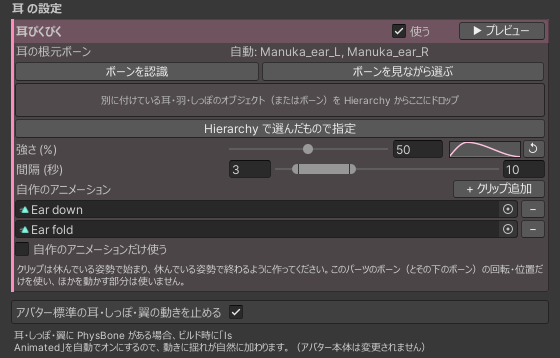 耳 の設定
耳ぴくぴく 使う ▶ プレビュー
耳の根元ボーン 自動: Manuka_ear_L, Manuka_ear_R
ボーンを認識 ボーンを見ながら選ぶ
別に付けている耳・羽・しっぽのオブジェクト（またはボーン）を Hierarchy からここにドロップ
Hierarchy で選んだもので指定
強さ (%) 50
間隔 (秒) 3 10
自作のアニメーション + クリップ追加
Ear down
Ear fold
自作のアニメーションだけ使う
クリップは休んでいる姿勢で始まり、休んでいる姿勢で終わるように作ってください。このパーツのボーン（とその下のボーン）の回転・位置だけを使い、ほかを動かす部分は使いません。
アバター標準の耳・しっぽ・翼の動きを止める
耳・しっぽ・翼に PhysBone がある場合、ビルド時に「Is
Animated」を自動でオンにするので、動きに揺れが自然に加わります。（アバター本体は変更されません）